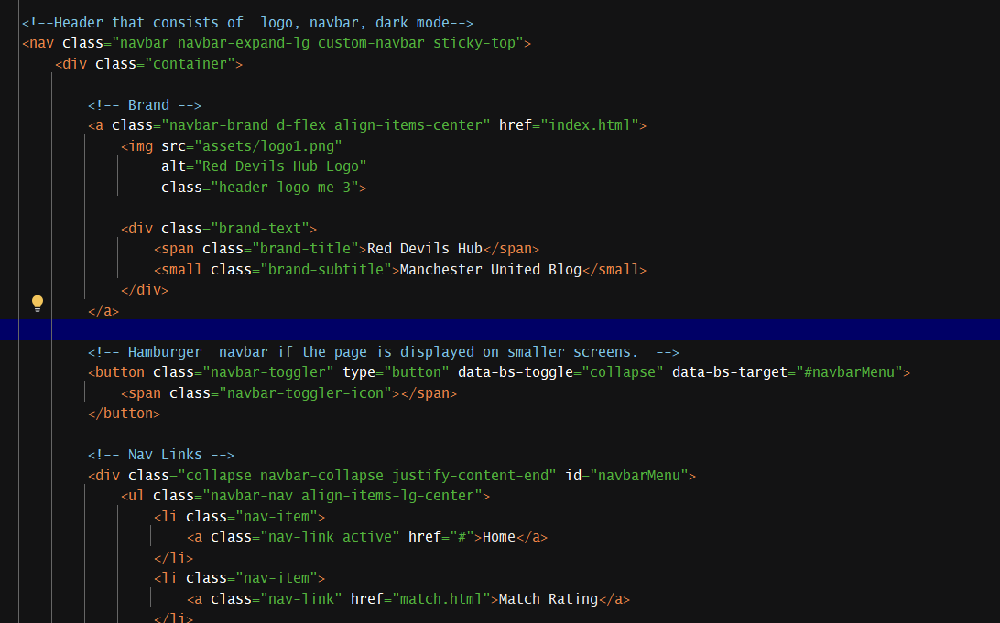 <!--Header that consists of  logo, navbar, dark mode-->
<nav class="navbar navbar-expand-lg custom-navbar sticky-top">
    <div class="container">

        <!-- Brand -->
        <a class="navbar-brand d-flex align-items-center" href="index.html">
            <img src="assets/logo1.png"
                 alt="Red Devils Hub Logo"
                 class="header-logo me-3">

            <div class="brand-text">
                <span class="brand-title">Red Devils Hub</span>
                <small class="brand-subtitle">Manchester United Blog</small>
            </div>
        </a>

        <!-- Hamburger  navbar if the page is displayed on smaller screens.  -->
        <button class="navbar-toggler" type="button" data-bs-toggle="collapse" data-bs-target="#navbarMenu">
            <span class="navbar-toggler-icon"></span>
        </button>

        <!-- Nav Links -->
        <div class="collapse navbar-collapse justify-content-end" id="navbarMenu">
            <ul class="navbar-nav align-items-lg-center">
                <li class="nav-item">
                    <a class="nav-link active" href="#">Home</a>
                </li>
                <li class="nav-item">
                    <a class="nav-link" href="match.html">Match Rating</a>
                </li>